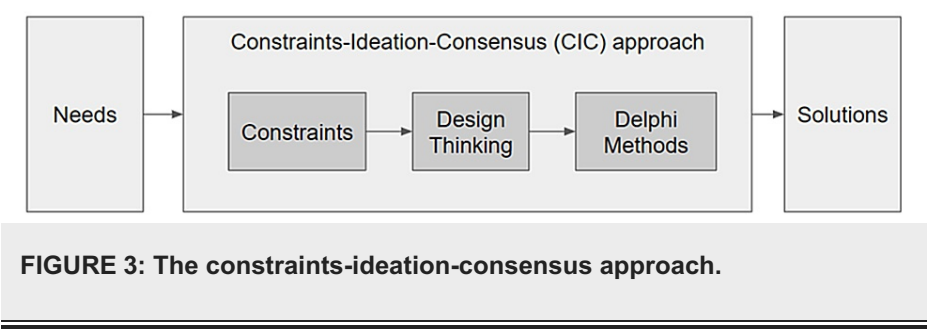 Constraints-Ideation-Consensus (CIC) approach
Needs
Constraints
Design
Thinking
Delphi
Methods
Solutions
FIGURE 3: The constraints-ideation-consensus approach.